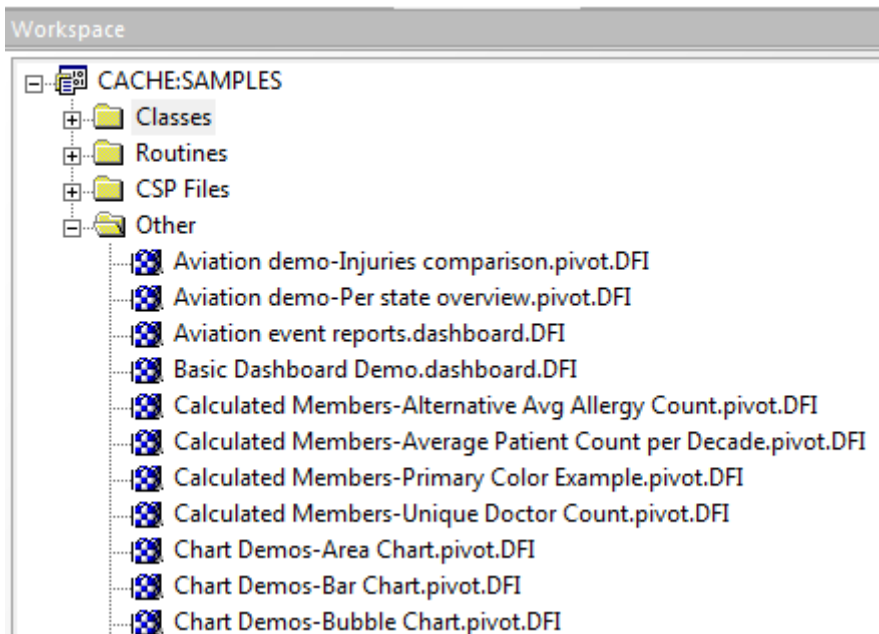 Workspace
CACHE:SAMPLES
Classes
Routines
CSP Files
Other
Aviation demo-Injuries comparison.pivot.DFI
Aviation demo-Per state overview.pivot.DFI
Aviation event reports.dashboard.DFI
Basic Dashboard Demo.dashboard.DFI
Calculated Members-Alternative Avg Allergy Count.pivot.DFI
Calculated Members-Average Patient Count per Decade.pivot.DFI
Calculated Members-Primary Color Example.pivot.DFI
Calculated Members-Unique Doctor Count.pivot.DFI
Chart Demos-Area Chart.pivot.DFI
Chart Demos-Bar Chart.pivot.DFI
Chart Demos-Bubble Chart.pivot.DFI